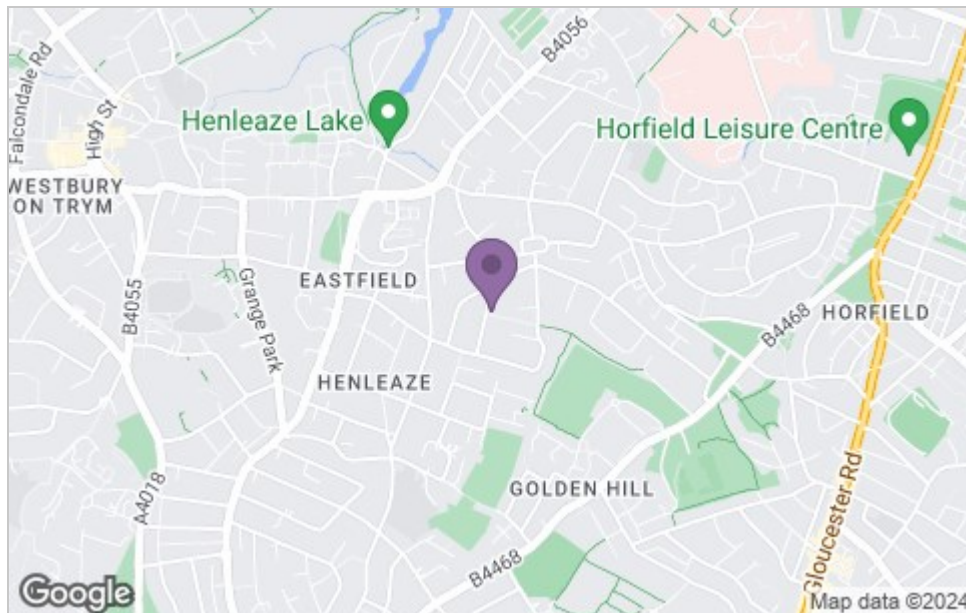 Falcondale Rd
High St
B4056
Henleaze Lake
Horfield Leisure Centre
WESTBURY
ON TRYM
B4055
Grange Park
EASTFIELD
B4468
HORFIELD
HENLEAZE
A4018
GOLDEN HILL
Gloucester Rd
B4468
Google
Map data ©2024